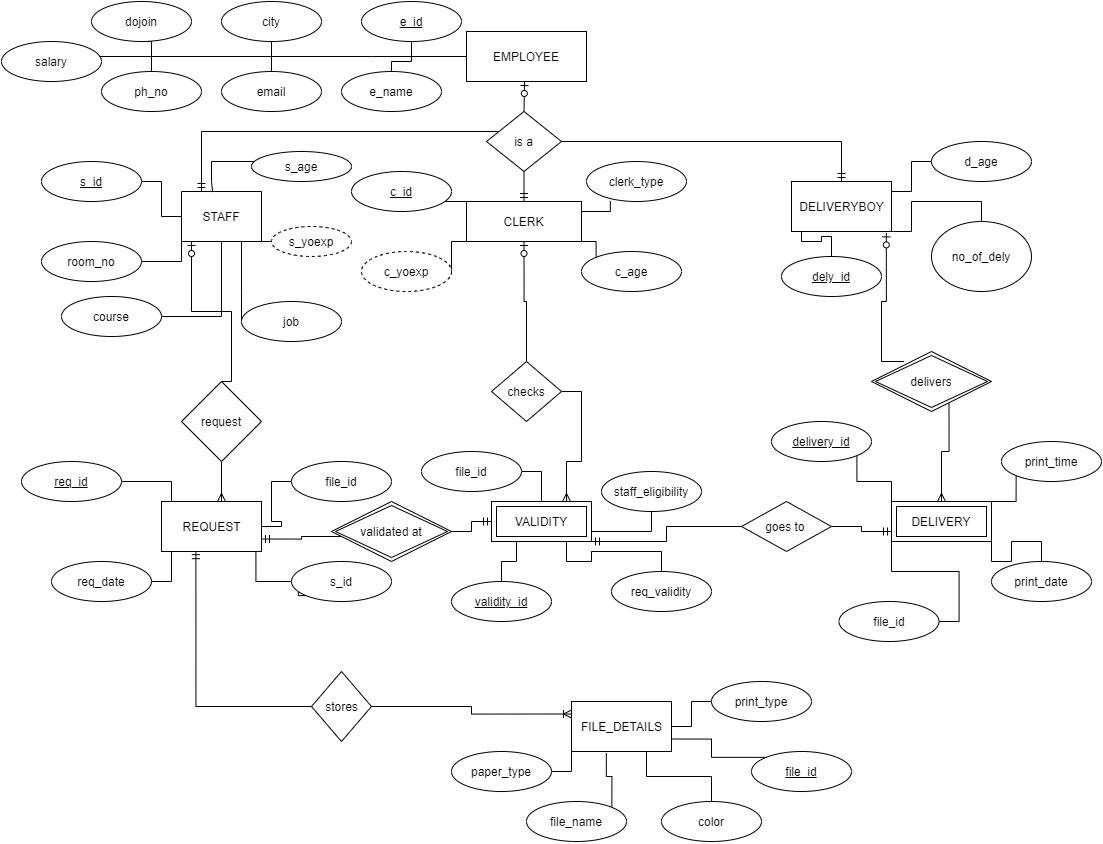 dojoin
city
e_id
EMPLOYEE
salary
ph_no
email
e_name
is a
s_age
d_age
s_id
c_id
clerk_type
STAFF
CLERK
DELIVERYBOY
s_yoexp
room_no
c_yoexp
c_age
dely_id
no_of_dely
course
job
delivers
checks
request
delivery_id
print_time
file_id
req_id
file_id
staff_eligibility
REQUEST
validated at
VALIDITY
goes to
DELIVERY
req_date
s_id
validity_id
req_validity
print_date
file_id
stores
print_type
FILE_DETAILS
paper_type
file_id
file_name
color